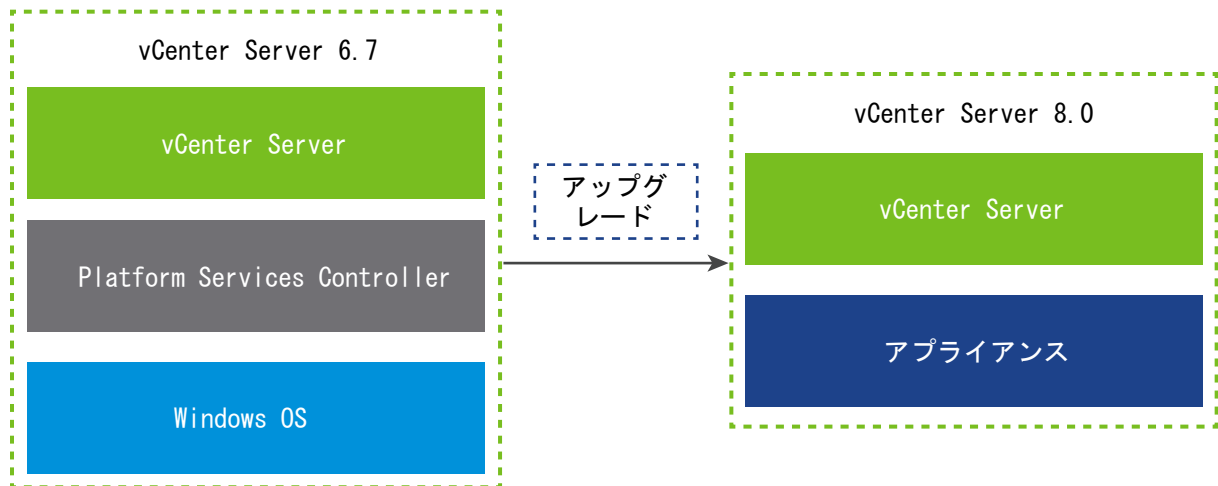 vCenter Server 6.7
vCenter Server
Platform Services Controller
Windows OS
アップグ
レード
vCenter Server 8.0
vCenter Server
アプライアンス